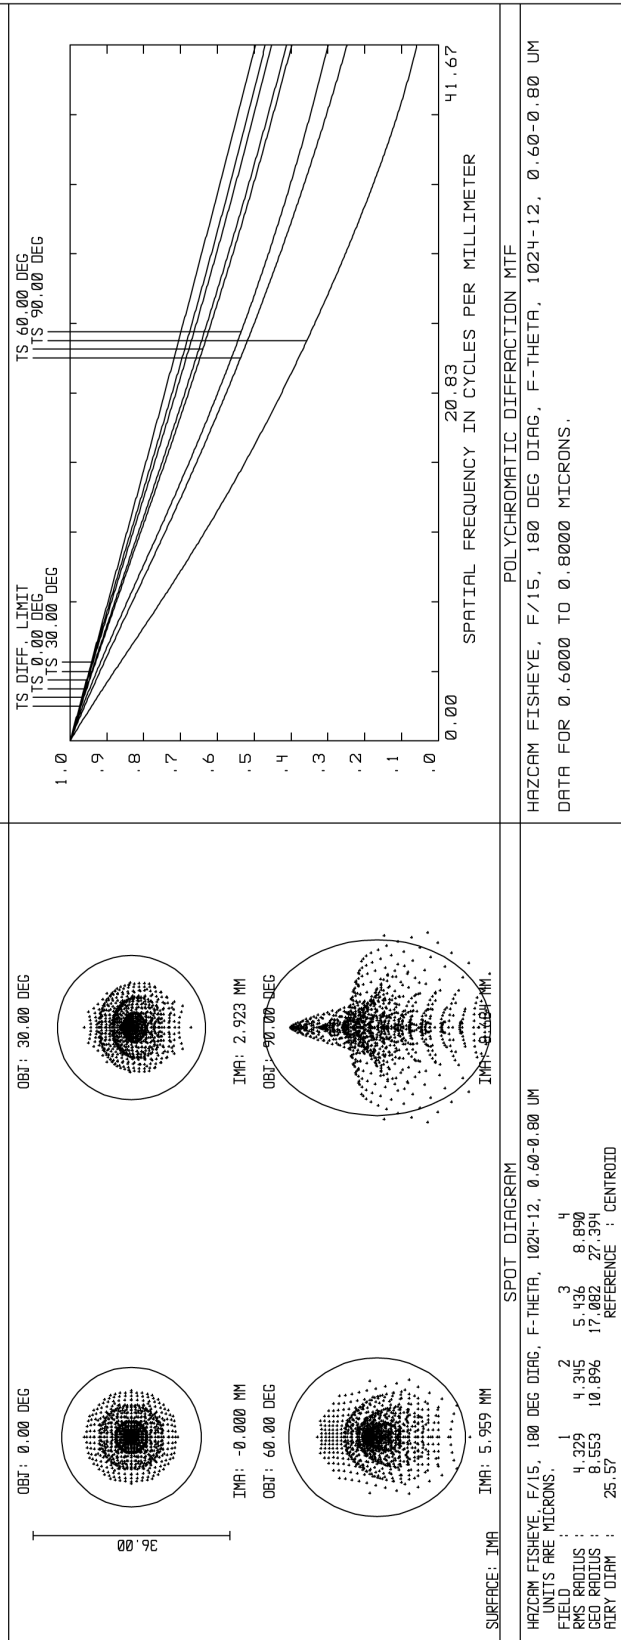 OBJ: 0.00 DEG
OBJ: 30.00 DEG
36.00
IMA: -0.000 MM
IMA: 2.923 MM
OBJ: 60.00 DEG
OBJ: 90.00 DEG
IMA: 5.959 MM
IMA: MM
SURFACE: IMA
SPOT DIAGRAM
HAZCAM FISHEYE, F/15, 180 DEG DIAG, F-THETA, 1024-12, 0.60-0.80 UM
UNITS ARE MICRONS.
FIELD : 1 2 3 4
RMS RADIUS : 4.329 4.345 5.436 8.890
GEO RADIUS : 8.553 10.896 17.082 27.394
AIRY DIAM : 25.57 REFERENCE : CENTROID
TS DIFF. LIMIT
TS 0.00 DEG
TS 30.00 DEG
TS 60.00 DEG
TS 90.00 DEG
1.0
.9
.8
.7
.6
.5
.4
.3
.2
.1
.0
0.00
20.83
41.67
SPATIAL FREQUENCY IN CYCLES PER MILLIMETER
POLYCHROMATIC DIFFRACTION MTF
HAZCAM FISHEYE, F/15, 180 DEG DIAG, F-THETA, 1024-12, 0.60-0.80 UM
DATA FOR 0.6000 TO 0.8000 MICRONS.